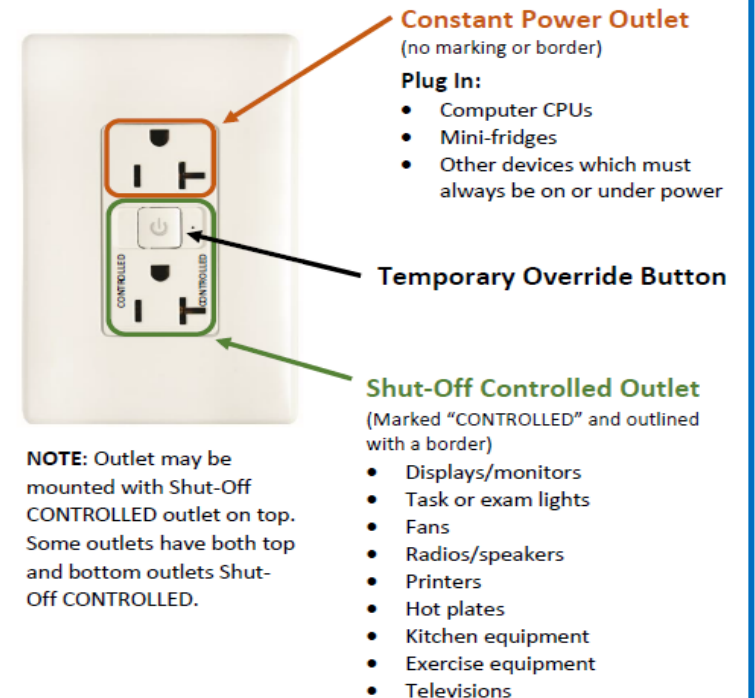 Constant Power Outlet
(no marking or border)
Plug In:
• Computer CPUs
• Mini-fridges
• Other devices which must
always be on or under power
CONTROLLED
CONTROLLED
Temporary Override Button
Shut-Off Controlled Outlet
(Marked “CONTROLLED” and outlined
with a border)
• Displays/monitors
• Task or exam lights
• Fans
• Radios/speakers
• Printers
• Hot plates
• Kitchen equipment
• Exercise equipment
• Televisions
NOTE: Outlet may be
mounted with Shut-Off
CONTROLLED outlet on top.
Some outlets have both top
and bottom outlets Shut-
Off CONTROLLED.